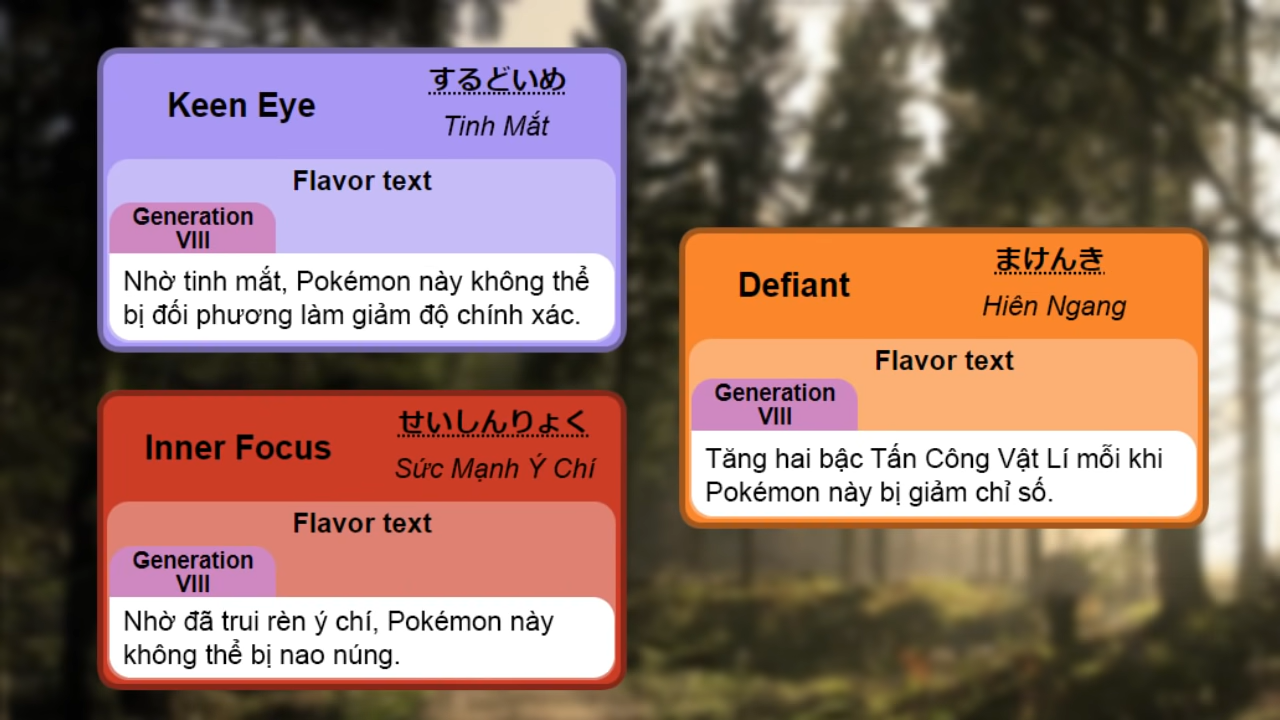 Keen Eye
するどいめ
Tinh Mắt
Flavor text
Generation
VIII
Nhờ tinh mắt, Pokémon này không thể
bị đối phương làm giảm độ chính xác.
Inner Focus
せいしんりょく
Sức Mạnh Ý Chí
Flavor text
Generation
VIII
Nhờ đã trui rèn ý chí, Pokémon này
không thể bị nao núng.
Defiant
まけんき
Hiên Ngang
Flavor text
Generation
VIII
Tăng hai bậc Tấn Công Vật Lí mỗi khi
Pokémon này bị giảm chỉ số.